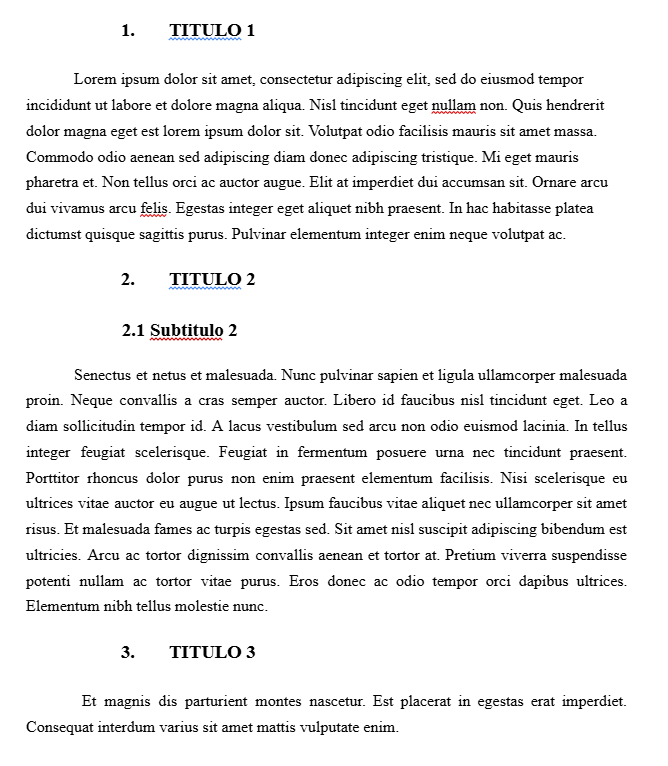 1. TITULO 1
Lorem ipsum dolor sit amet, consectetur adipiscing elit, sed do eiusmod tempor
incididunt ut labore et dolore magna aliqua. Nisl tincidunt eget nullam non. Quis hendrerit
dolor magna eget est lorem ipsum dolor sit. Volutpat odio facilisis mauris sit amet massa.
Commodo odio aenean sed adipiscing diam donec adipiscing tristique. Mi eget mauris
pharetra et. Non tellus orci ac auctor augue. Elit at imperdiet dui accumsan sit. Ornare arcu
dui vivamus arcu felis. Egestas integer eget aliquet nibh praesent. In hac habitasse platea
dictumst quisque sagittis purus. Pulvinar elementum integer enim neque volutpat ac.
2. TITULO 2
2.1 Subtitulo 2
Senectus et netus et malesuada. Nunc pulvinar sapien et ligula ullamcorper malesuada
proin. Neque convallis a cras semper auctor. Libero id faucibus nisl tincidunt eget. Leo a
diam sollicitudin tempor id. A lacus vestibulum sed arcu non odio euismod lacinia. In tellus
integer feugiat scelerisque. Feugiat in fermentum posuere urna nec tincidunt praesent.
Porttitor rhoncus dolor purus non enim praesent elementum facilisis. Nisi scelerisque eu
ultrices vitae auctor eu augue ut lectus. Ipsum faucibus vitae aliquet nec ullamcorper sit amet
risus. Et malesuada fames ac turpis egestas sed. Sit amet nisl suscipit adipiscing bibendum est
ultricies. Arcu ac tortor dignissim convallis aenean et tortor at. Pretium viverra suspendisse
potenti nullam ac tortor vitae purus. Eros donec ac odio tempor orci dapibus ultrices.
Elementum nibh tellus molestie nunc.
3. TITULO 3
Et magnis dis parturient montes nascetur. Est placerat in egestas erat imperdiet.
Consequat interdum varius sit amet mattis vulputate enim.